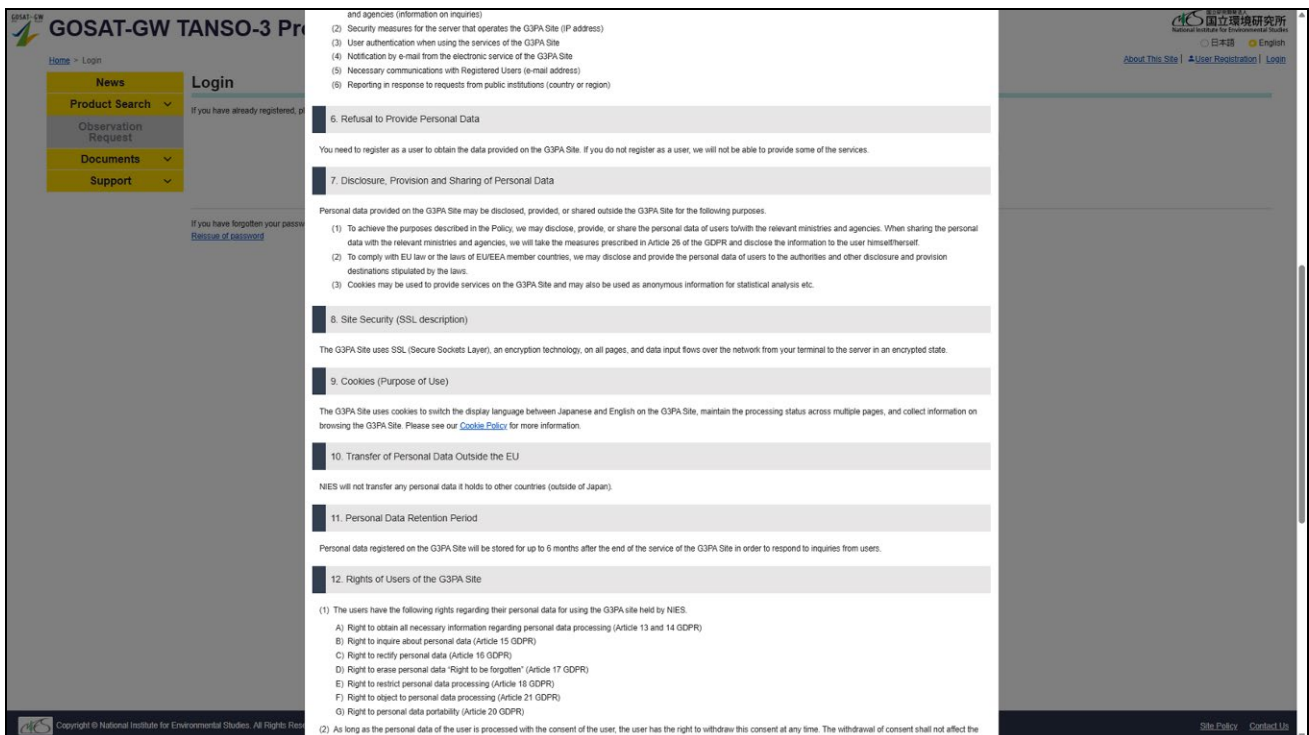 GOSAT-GW
GOSAT-GW TANSO-3 Pro
国立研究開発法人
国立環境研究所
National Institute for Environmental Studies
日本語 English
Home > Login
About This Site | User Registration | Login
News
Product Search
Observation
Request
Documents
Support
Login
If you have already registered, pl
If you have forgotten your passw
Reissue of password
and agencies (information on inquiries)
(2) Security measures for the server that operates the G3PA Site (IP address)
(3) User authentication when using the services of the G3PA Site
(4) Notification by e-mail from the electronic service of the G3PA Site
(5) Necessary communications with Registered Users (e-mail address)
(6) Reporting in response to requests from public institutions (country or region)
6. Refusal to Provide Personal Data
You need to register as a user to obtain the data provided on the G3PA Site. If you do not register as a user, we will not be able to provide some of the services.
7. Disclosure, Provision and Sharing of Personal Data
Personal data provided on the G3PA Site may be disclosed, provided, or shared outside the G3PA Site for the following purposes.
(1) To achieve the purposes described in the Policy, we may disclose, provide, or share the personal data of users to/with the relevant ministries and agencies. When sharing the personal
data with the relevant ministries and agencies, we will take the measures prescribed in Article 26 of the GDPR and disclose the information to the user himself/herself.
(2) To comply with EU law or the laws of EU/EEA member countries, we may disclose and provide the personal data of users to the authorities and other disclosure and provision
destinations stipulated by the laws.
(3) Cookies may be used to provide services on the G3PA Site and may also be used as anonymous information for statistical analysis etc.
8. Site Security (SSL description)
The G3PA Site uses SSL (Secure Sockets Layer), an encryption technology, on all pages, and data input flows over the network from your terminal to the server in an encrypted state.
9. Cookies (Purpose of Use)
The G3PA Site uses cookies to switch the display language between Japanese and English on the G3PA Site, maintain the processing status across multiple pages, and collect information on
browsing the G3PA Site. Please see our Cookie Policy for more information.
10. Transfer of Personal Data Outside the EU
NIES will not transfer any personal data it holds to other countries (outside of Japan).
11. Personal Data Retention Period
Personal data registered on the G3PA Site will be stored for up to 6 months after the end of the service of the G3PA Site in order to respond to inquiries from users.
12. Rights of Users of the G3PA Site
(1) The users have the following rights regarding their personal data for using the G3PA site held by NIES.
A) Right to obtain all necessary information regarding personal data processing (Article 13 and 14 GDPR)
B) Right to inquire about personal data (Article 15 GDPR)
C) Right to rectify personal data (Article 16 GDPR)
D) Right to erase personal data "Right to be forgotten" (Article 17 GDPR)
E) Right to restrict personal data processing (Article 18 GDPR)
F) Right to object to personal data processing (Article 21 GDPR)
G) Right to personal data portability (Article 20 GDPR)
(2) As long as the personal data of the user is processed with the consent of the user, the user has the right to withdraw this consent at any time. The withdrawal of consent shall not affect the
Copyright © National Institute for Environmental Studies. All Rights Rese
Site Policy Contact Us